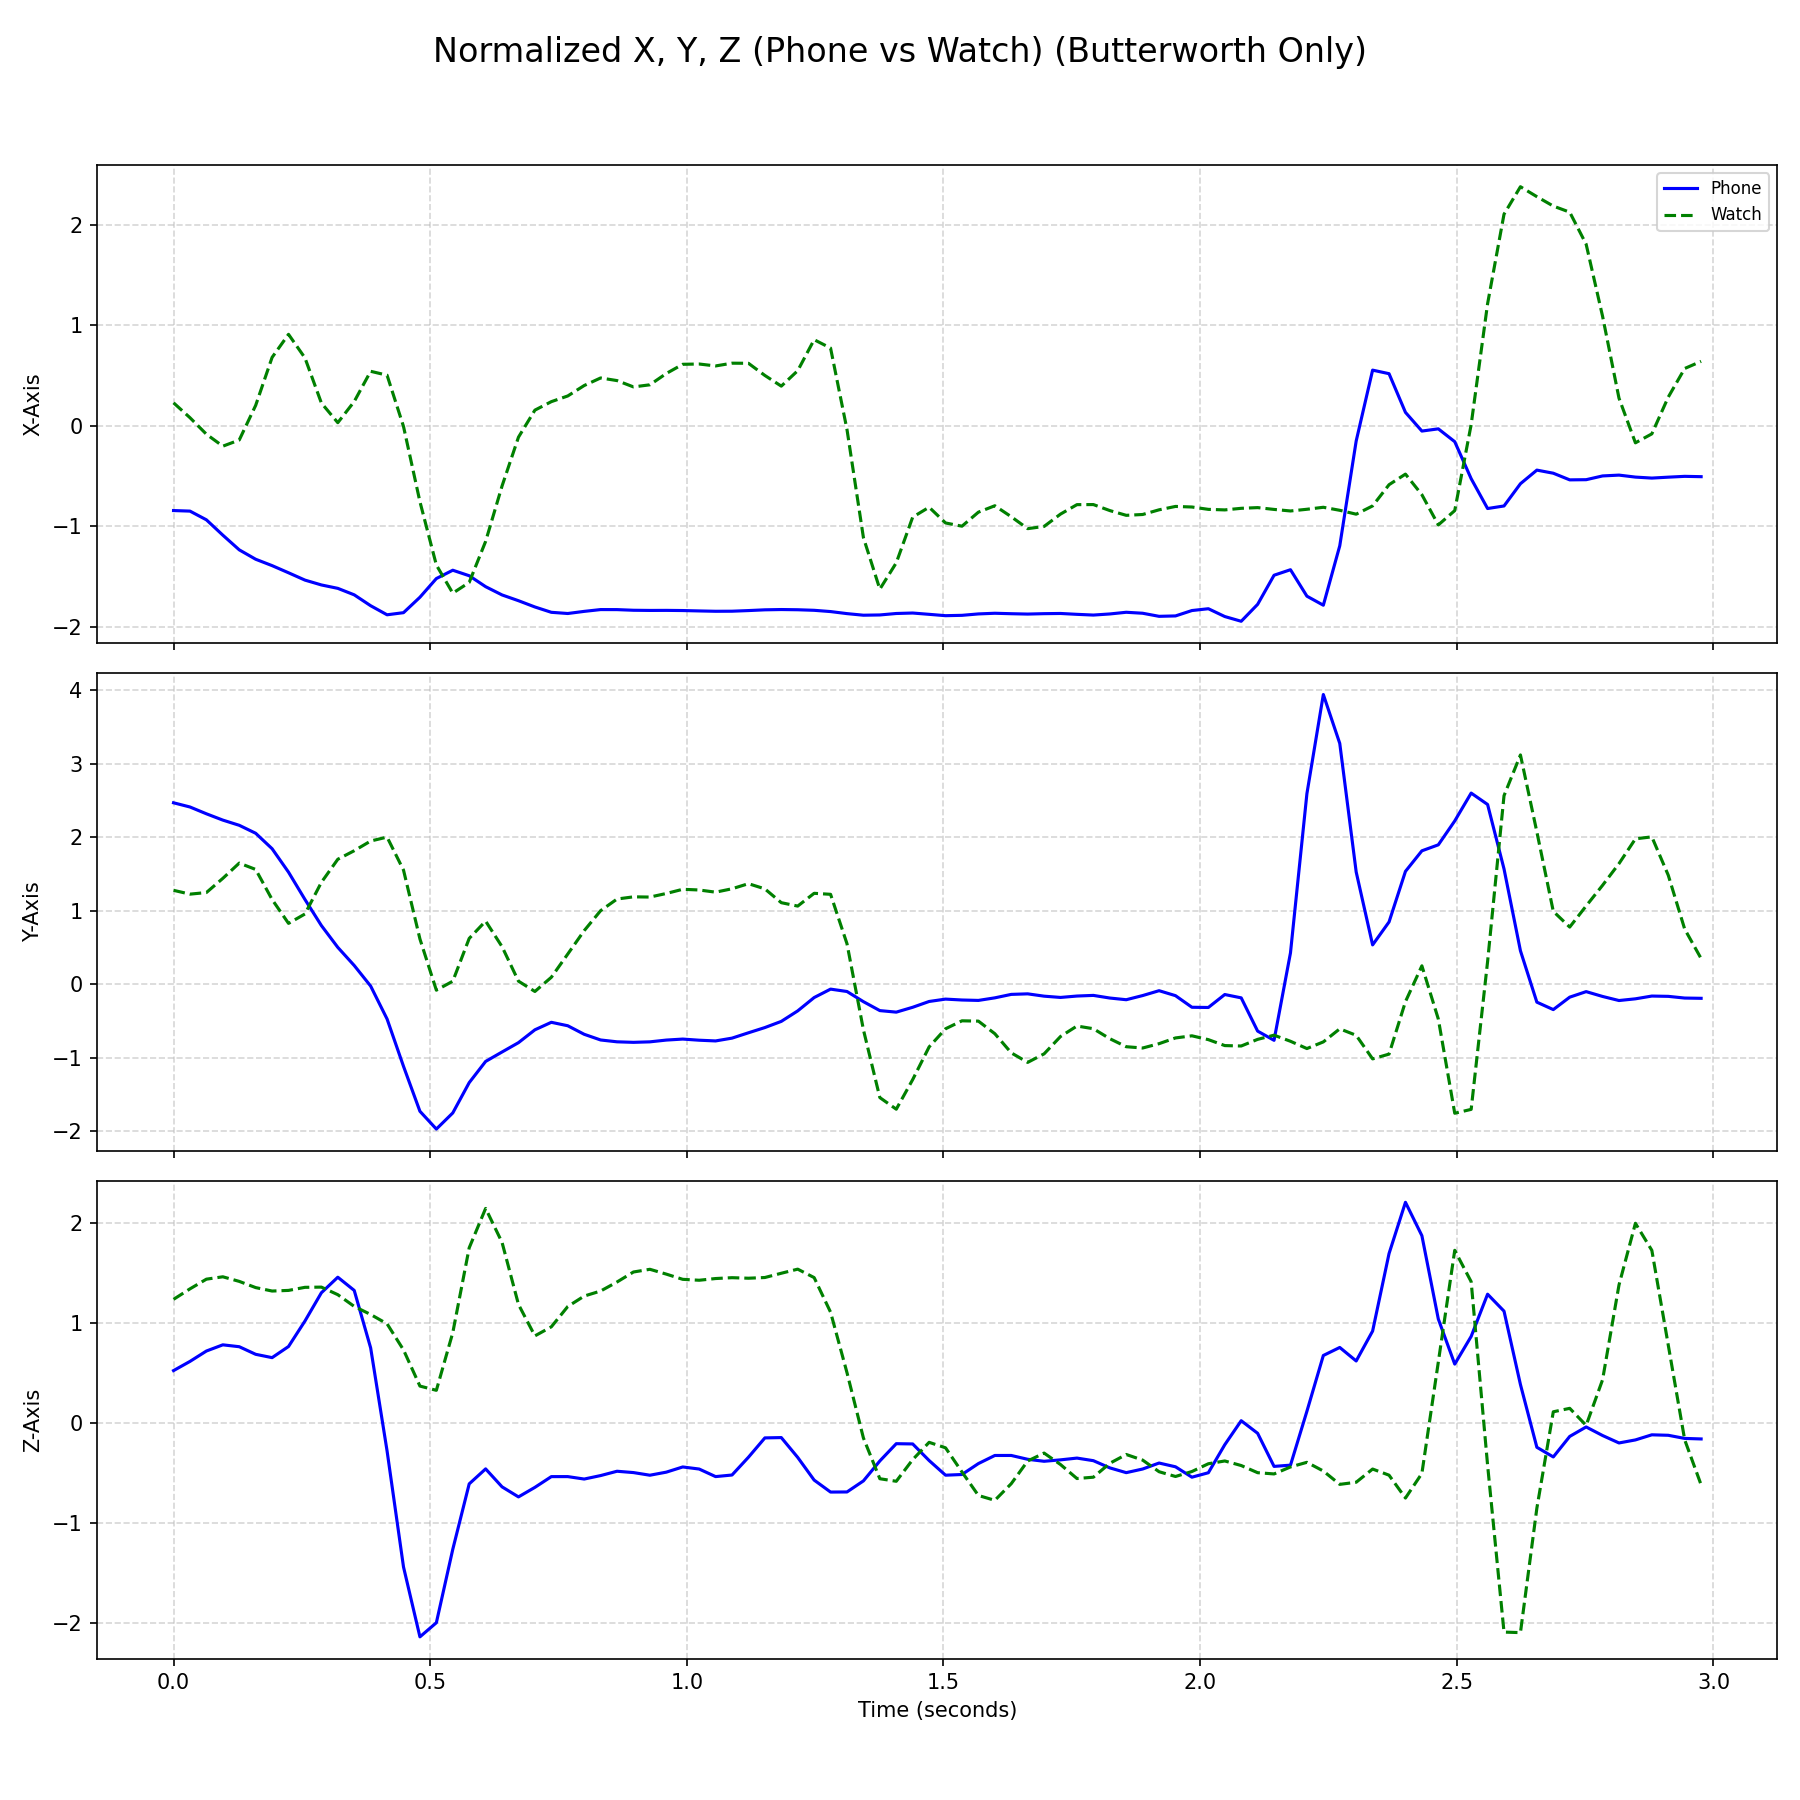 Normalized X, Y, Z (Phone vs Watch) (Butterworth Only)
Phone
Watch
X-Axis
2
1
0
−1
−2
Y-Axis
4
3
2
1
0
−1
−2
Z-Axis
2
1
0
−1
−2
0.0 0.5 1.0 1.5 2.0 2.5 3.0
Time (seconds)